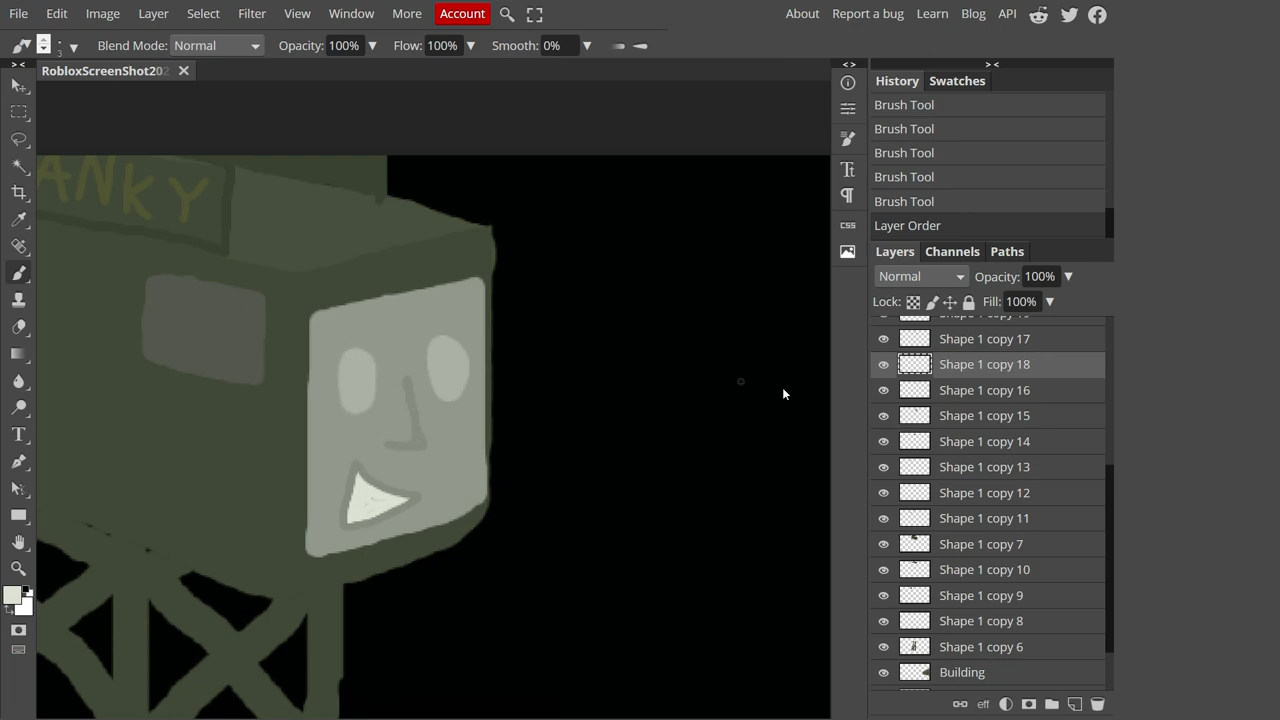 File Edit Image Layer Select Filter View Window More Account About Report a bug Learn Blog API
3 Blend Mode: Normal Opacity: 100% Flow: 100% Smooth: 0%
> < RobloxScreenShot202 < > > <
History Swatches
Brush Tool
Brush Tool
Brush Tool
Brush Tool
Brush Tool
Layer Order
Layers Channels Paths
Normal Opacity: 100%
Lock: Fill: 100%
Shape 1 copy 17
Shape 1 copy 18
Shape 1 copy 16
Shape 1 copy 15
Shape 1 copy 14
Shape 1 copy 13
Shape 1 copy 12
Shape 1 copy 11
Shape 1 copy 7
Shape 1 copy 10
Shape 1 copy 9
Shape 1 copy 8
Shape 1 copy 6
Building
eff
CSS
ANKY